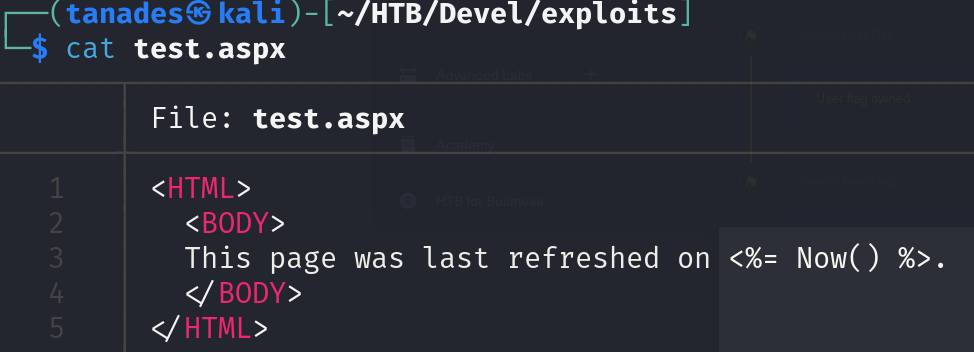 ┌──(tanades㉿kali)-[~/HTB/Devel/exploits]
└─$ cat test.aspx
Advanced Labs +
User flag owned
File: test.aspx
Academy
1 <HTML>
HTB for Business
2 <BODY>
3 This page was last refreshed on <%= Now() %>.
4 </BODY>
5 </HTML>